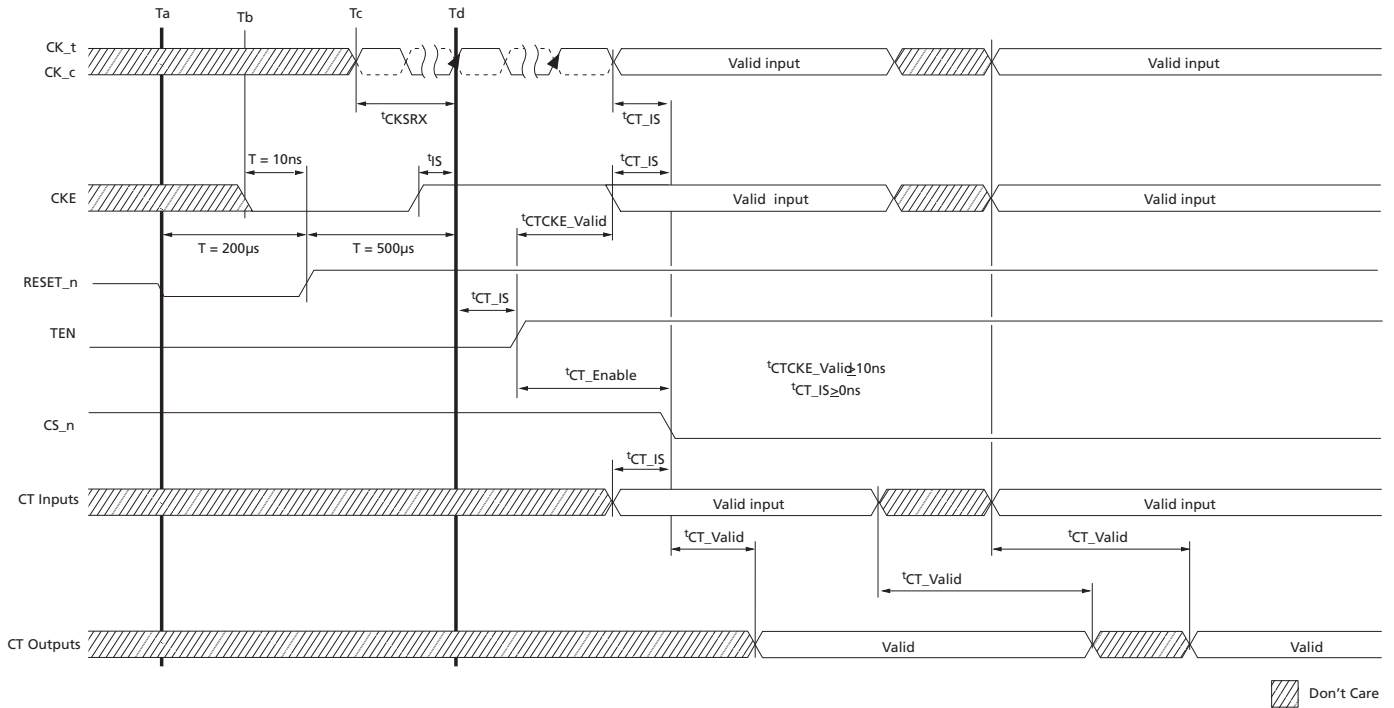 Ta
Tb
Tc
Td
CK_t
CK_c
Valid input
Valid input
tCKSRX
tCT_IS
T = 10ns
tIS
tCT_IS
CKE
Valid input
Valid input
tCTCKE_Valid
T = 200µs
T = 500µs
RESET_n
tCT_IS
TEN
tCT_Enable
tCTCKE_Valid≥10ns
tCT_IS≥0ns
CS_n
tCT_IS
CT Inputs
Valid input
Valid input
tCT_Valid
tCT_Valid
tCT_Valid
CT Outputs
Valid
Valid
Don't Care